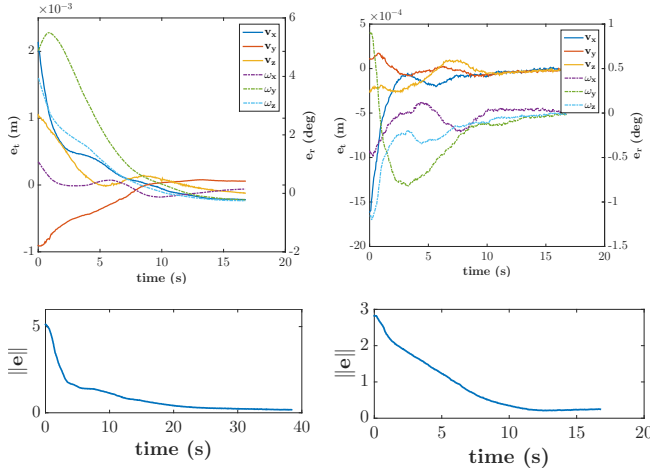 ×10⁻³
2
1
0
-1
e_t (m)
6
4
2
0
-2
e_r (deg)
v_x
v_y
v_z
ω_x
ω_y
ω_z
0 5 10 15 20
time (s)
×10⁻⁴
5
0
-5
-10
-15
-20
e_t (m)
1
0.5
0
-0.5
-1
-1.5
e_r (deg)
v_x
v_y
v_z
ω_x
ω_y
ω_z
0 5 10 15 20
time (s)
5
0
||e||
0 10 20 30 40
time (s)
3
2
1
0
||e||
0 5 10 15 20
time (s)